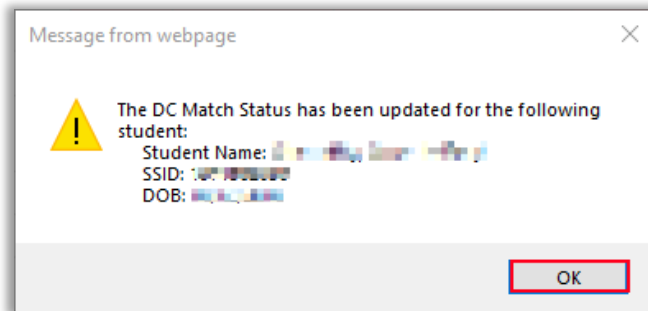 Message from webpage
The DC Match Status has been updated for the following
student:
Student Name:
SSID:
DOB:
OK